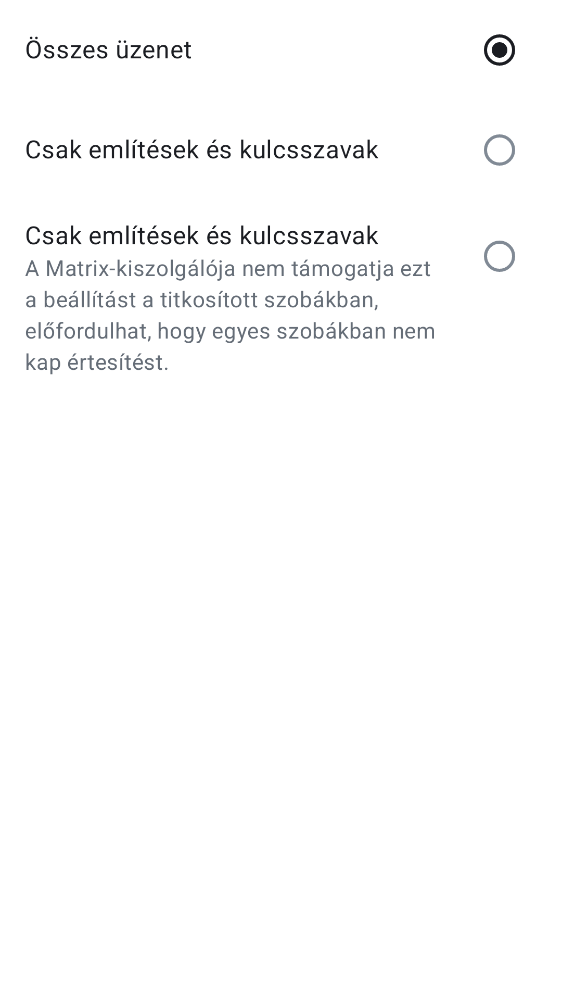 Összes üzenet
Csak említések és kulcsszavak
Csak említések és kulcsszavak
A Matrix-kiszolgálója nem támogatja ezt
a beállítást a titkosított szobákban,
előfordulhat, hogy egyes szobákban nem
kap értesítést.